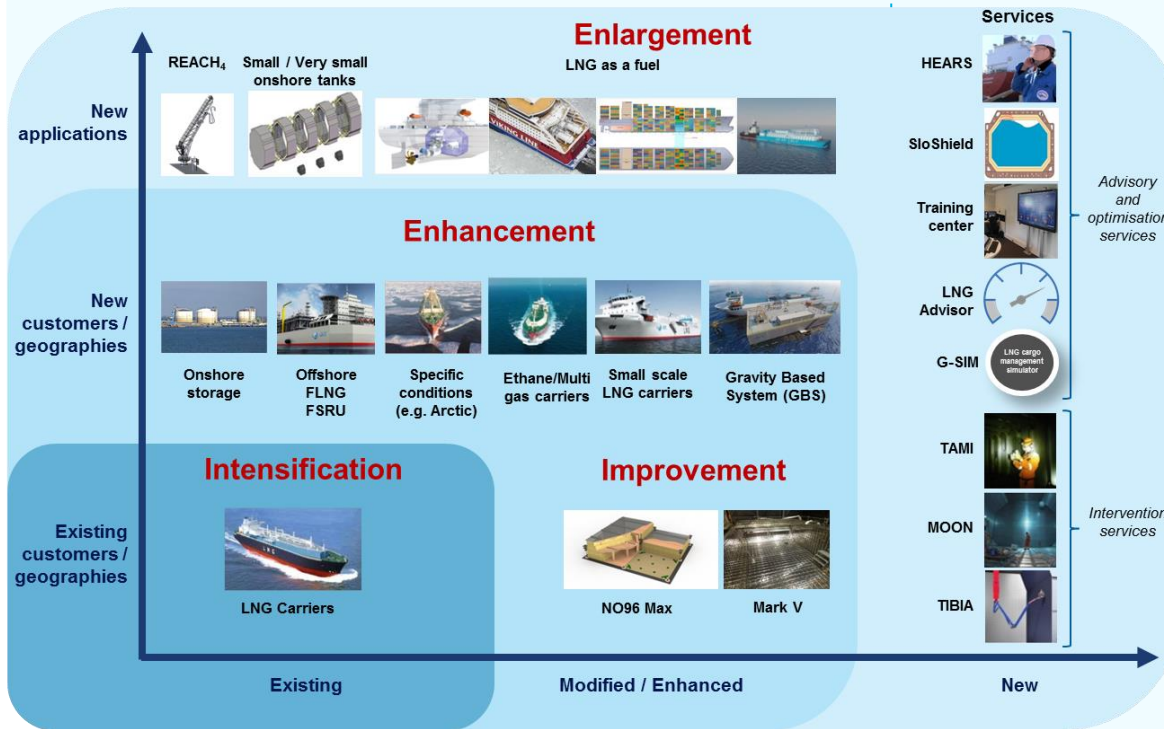 Enlargement
Services
REACH₄
Small / Very small
onshore tanks
LNG as a fuel
HEARS
New
applications
VIKING LINE
SloShield
Advisory
and
optimisation
services
Training
center
Enhancement
New
customers /
geographies
LNG
Advisor
G-SIM
LNG cargo
management
simulator
Onshore
storage
Offshore
FLNG
FSRU
Specific
conditions
(e.g. Arctic)
Ethane/Multi
gas carriers
Small scale
LNG carriers
Gravity Based
System (GBS)
Intensification
Improvement
TAMI
Existing
customers /
geographies
LNG
MOON
Intervention
services
LNG Carriers
NO96 Max
Mark V
TIBIA
Existing
Modified / Enhanced
New